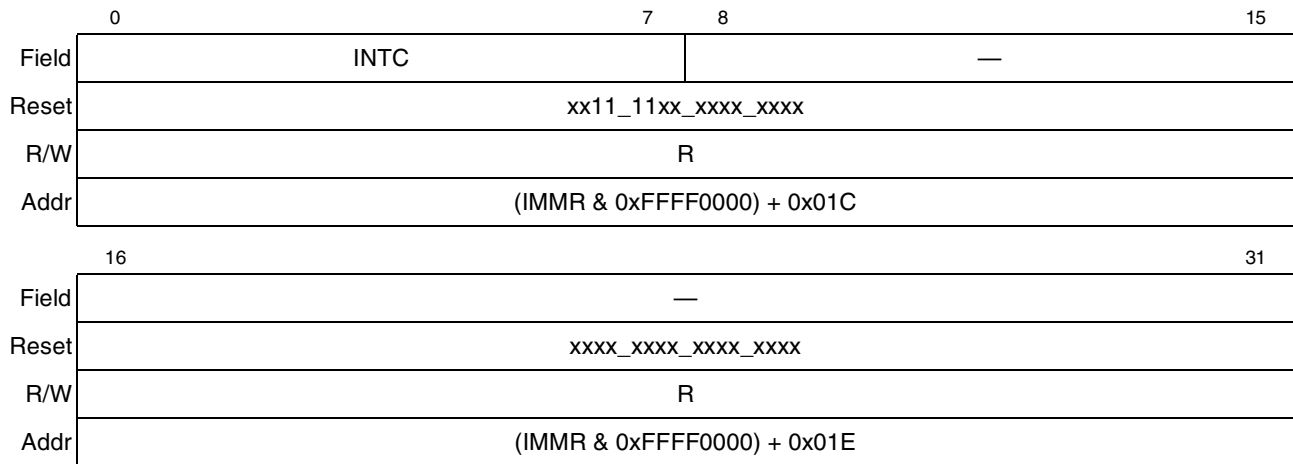 0 7 8 15
Field INTC —
Reset xx11_11xx_xxxx_xxxx
R/W R
Addr (IMMR & 0xFFFF0000) + 0x01C
16 31
Field —
Reset xxxx_xxxx_xxxx_xxxx
R/W R
Addr (IMMR & 0xFFFF0000) + 0x01E